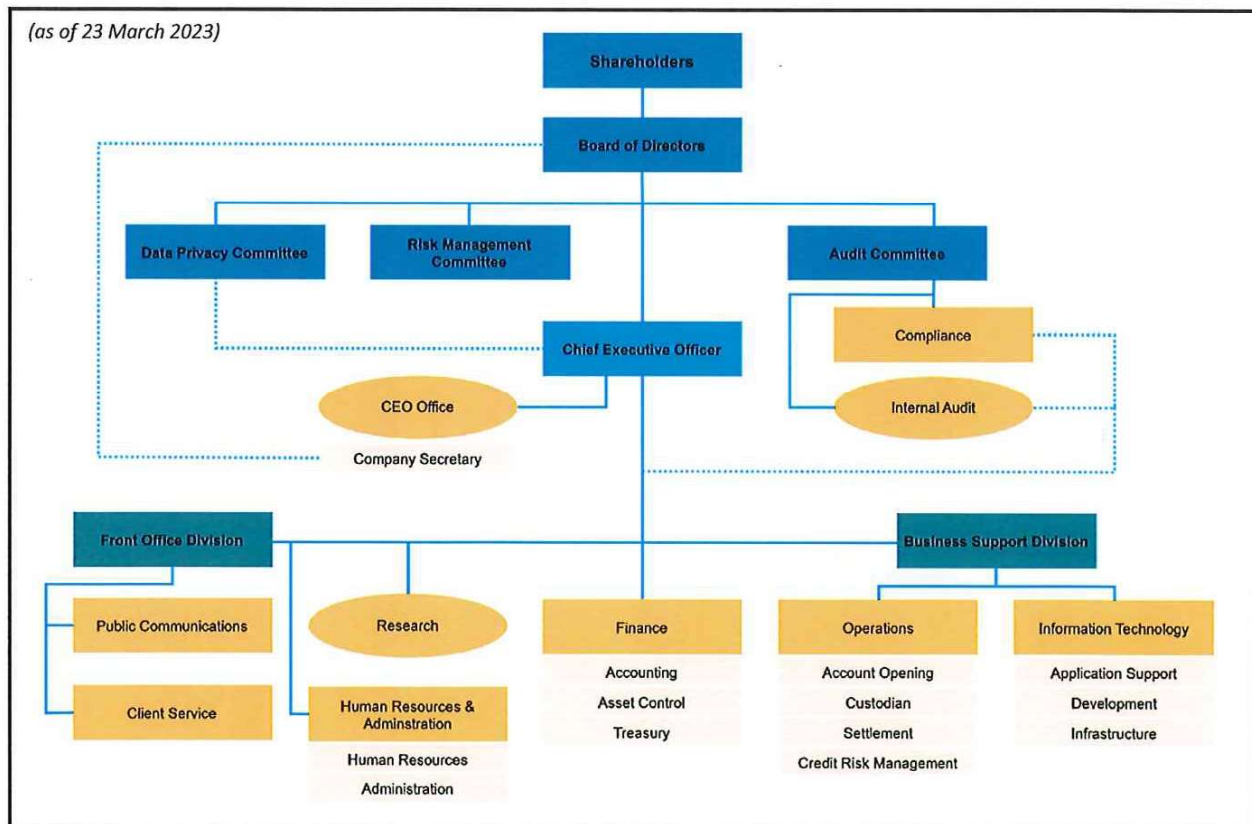 (as of 23 March 2023)
Shareholders
Board of Directors
Data Privacy Committee
Risk Management
Committee
Audit Committee
Compliance
Chief Executive Officer
CEO Office
Internal Audit
Company Secretary
Front Office Division
Business Support Division
Public Communications
Research
Finance
Operations
Information Technology
Accounting
Account Opening
Application Support
Client Service
Human Resources &
Adminstration
Asset Control
Custodian
Development
Treasury
Settlement
Infrastructure
Human Resources
Credit Risk Management
Administration